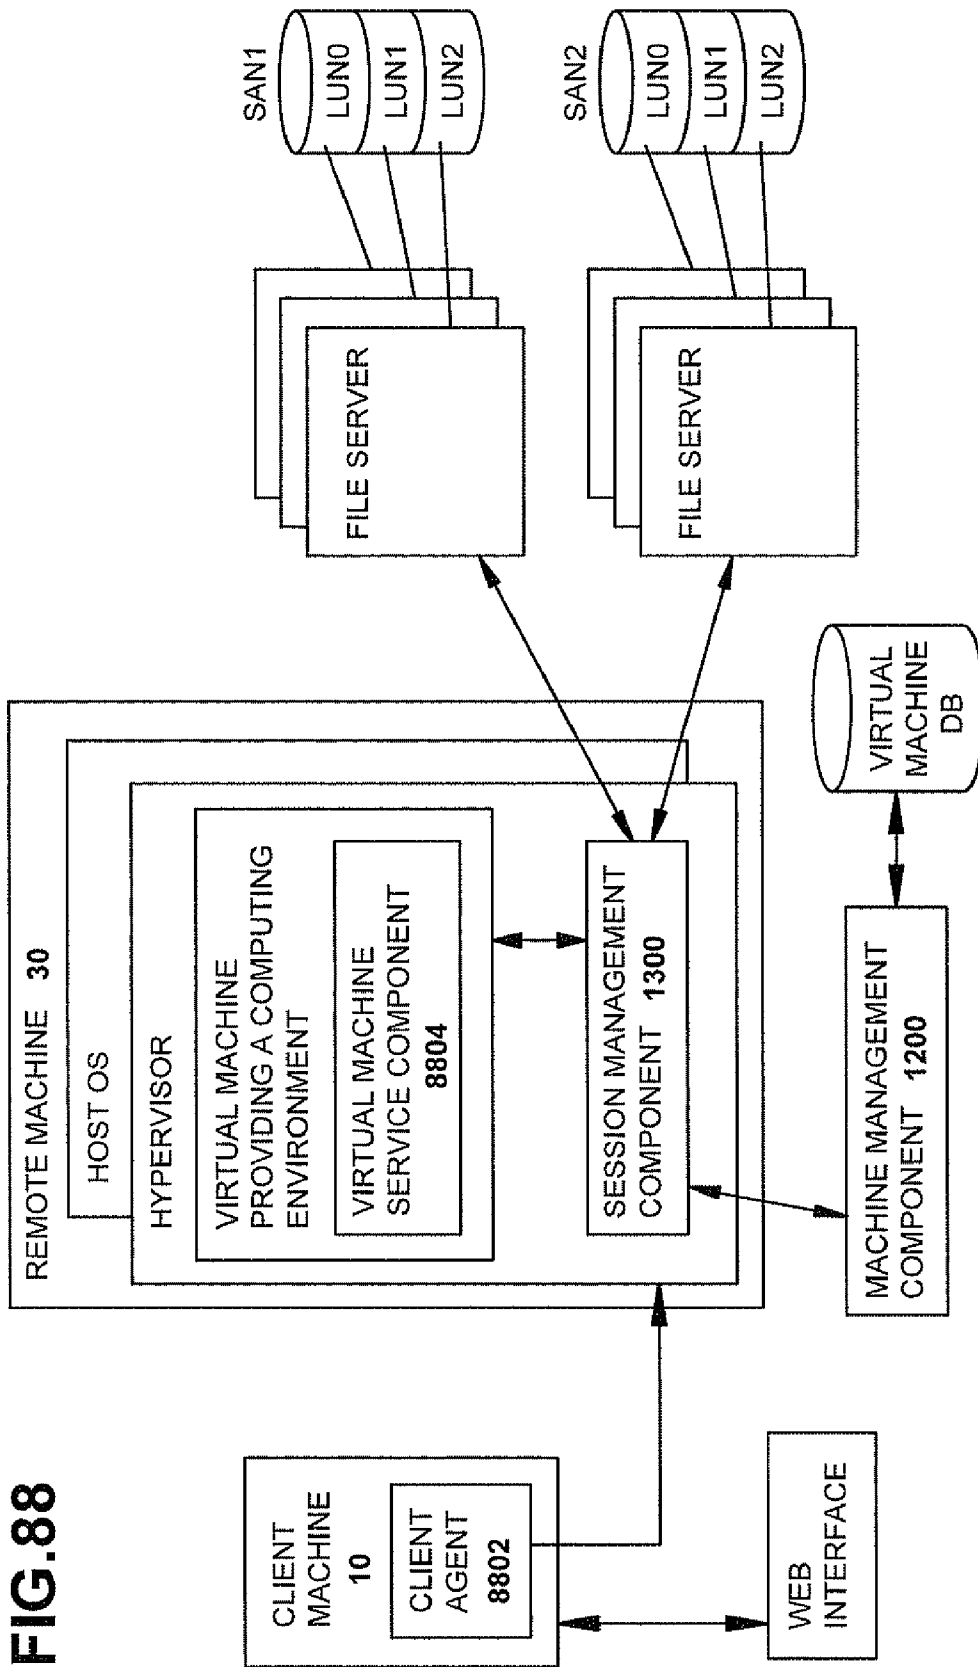 FIG.88
CLIENT
MACHINE
10
CLIENT
AGENT
8802
WEB
INTERFACE
REMOTE MACHINE 30
HOST OS
HYPERVISOR
VIRTUAL MACHINE
PROVIDING A COMPUTING
ENVIRONMENT
VIRTUAL MACHINE
SERVICE COMPONENT
8804
SESSION MANAGEMENT
COMPONENT 1300
MACHINE MANAGEMENT
COMPONENT 1200
VIRTUAL
MACHINE
DB
FILE SERVER
FILE SERVER
SAN1
LUN0
LUN1
LUN2
SAN2
LUN0
LUN1
LUN2